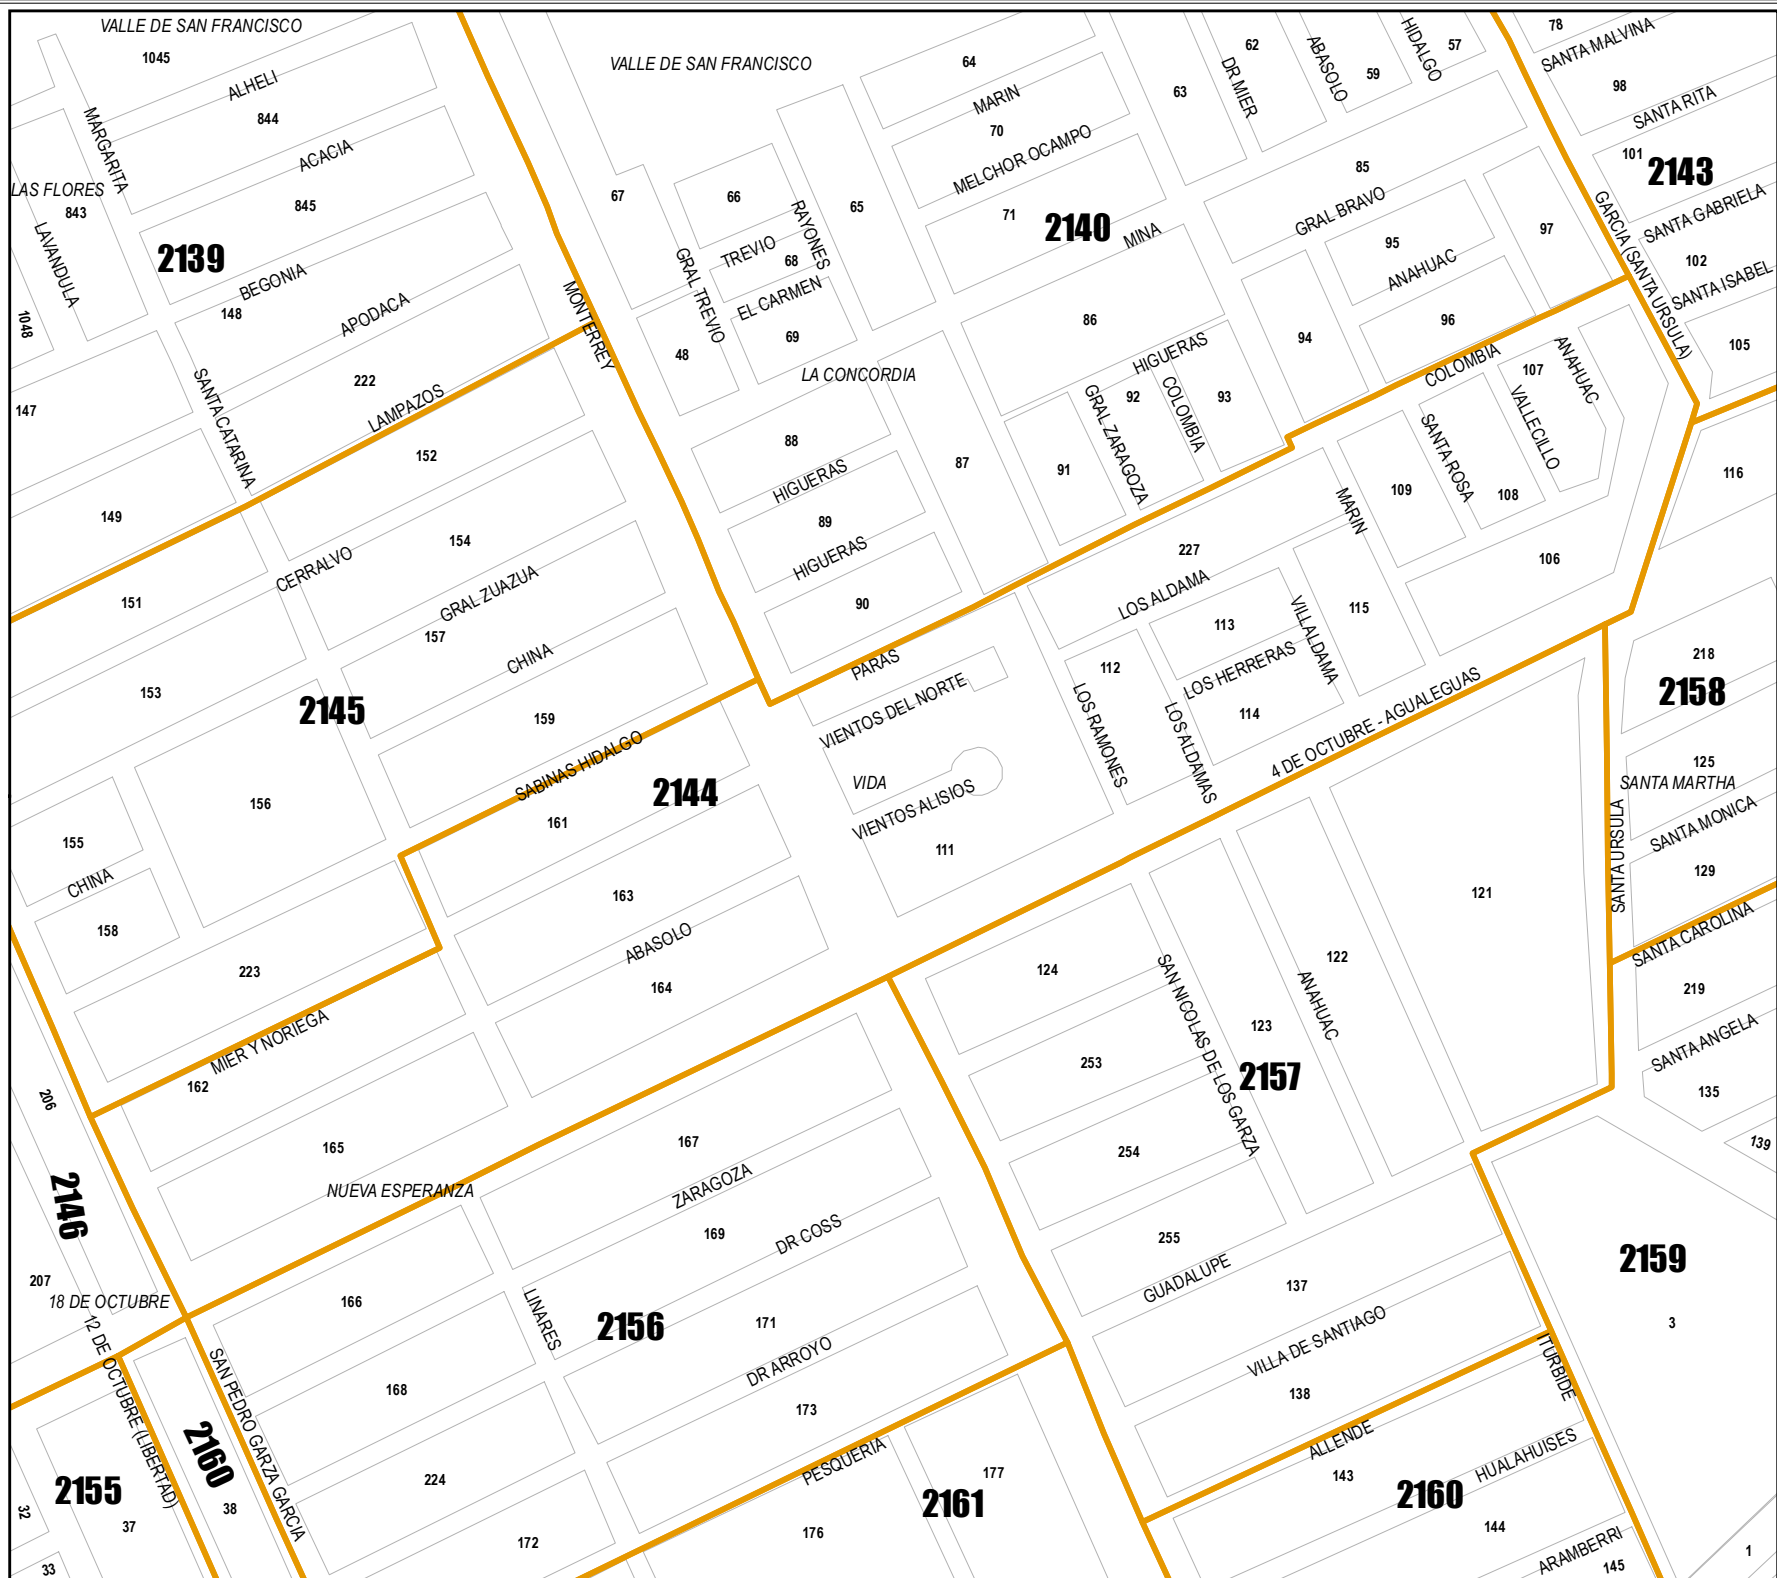 VALLE DE SAN FRANCISCO
1045
ALHELI
844
MARGARITA
ACACIA
LAS FLORES
843
845
LAVANDULA
2139
BEGONIA
148
APODACA
1048
222
147
SANTA CATARINA
LAMPAZOS
152
149
CERRALVO
154
151
GRAL ZUAZUA
157
CHINA
153
2145
159
SABINAS HIDALGO
156
155
CHINA
158
223
MIER Y NORIEGA
162
206
165
2146
NUEVA ESPERANZA
207
18 DE OCTUBRE
12 DE OCTUBRE (LIBERTAD)
SAN PEDRO GARZA GARCIA
2160
2155
32
37
38
33
VALLE DE SAN FRANCISCO
64
MARIN
70
MELCHOR OCAMPO
67
66
RAYONES
65
71
2140
MINA
TREVIO
68
GRAL TREVIO
EL CARMEN
69
48
MONTERREY
LA CONCORDIA
86
HIGUERAS
88
HIGUERAS
89
HIGUERAS
90
87
91
GRAL ZARAGOZA
92
COLOMBIA
93
94
63
62
DR MIER
ABASOLO
59
HIDALGO
57
85
GRAL BRAVO
95
ANAHUAC
96
97
COLOMBIA
78
SANTA MALVINA
98
SANTA RITA
101
2143
SANTA GABRIELA
102
SANTA ISABEL
105
GARCIA (SANTA URSULA)
116
107
ANAHUAC
VALLECILLO
SANTA ROSA
108
109
MARIN
106
227
LOS ALDAMA
113
LOS HERRERAS
VILLALDAMA
115
112
LOS RAMONES
LOS ALDAMAS
114
4 DE OCTUBRE - AGUALEGUAS
PARAS
VIENTOS DEL NORTE
VIDA
VIENTOS ALISIOS
111
2144
161
163
ABASOLO
164
218
2158
125
SANTA MARTHA
SANTA MONICA
SANTA URSULA
129
SANTA CAROLINA
219
SANTA ANGELA
135
139
121
122
ANAHUAC
123
2157
SAN NICOLAS DE LOS GARZA
124
253
254
255
GUADALUPE
137
VILLA DE SANTIAGO
138
ALLENDE
ITURBIDE
2159
3
167
ZARAGOZA
169
DR COSS
166
LINARES
2156
171
DR ARROYO
168
173
224
172
PESQUERIA
177
2161
176
143
2160
HUALAHUISES
144
ARAMBERRI
145
1